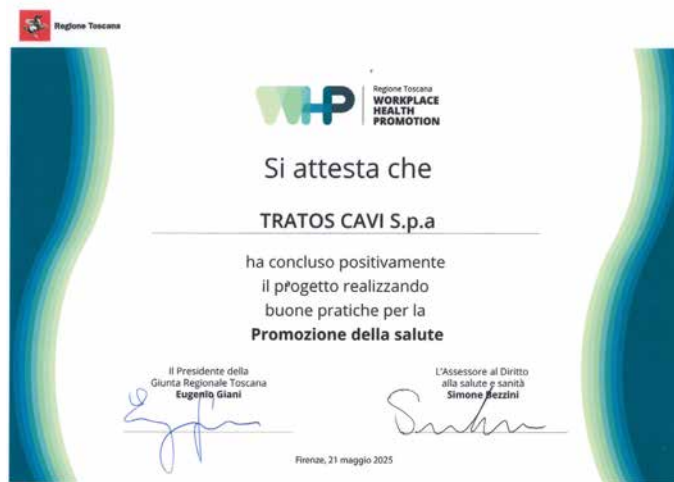 Regione Toscana
WHP
Regione Toscana
WORKPLACE
HEALTH
PROMOTION
Si attesta che
TRATOS CAVI S.p.a
ha concluso positivamente
il progetto realizzando
buone pratiche per la
Promozione della salute
Il Presidente della
Giunta Regionale Toscana
Eugenio Giani
L'Assessore al Diritto
alla salute e sanità
Simone Bezzini
Firenze, 21 maggio 2025